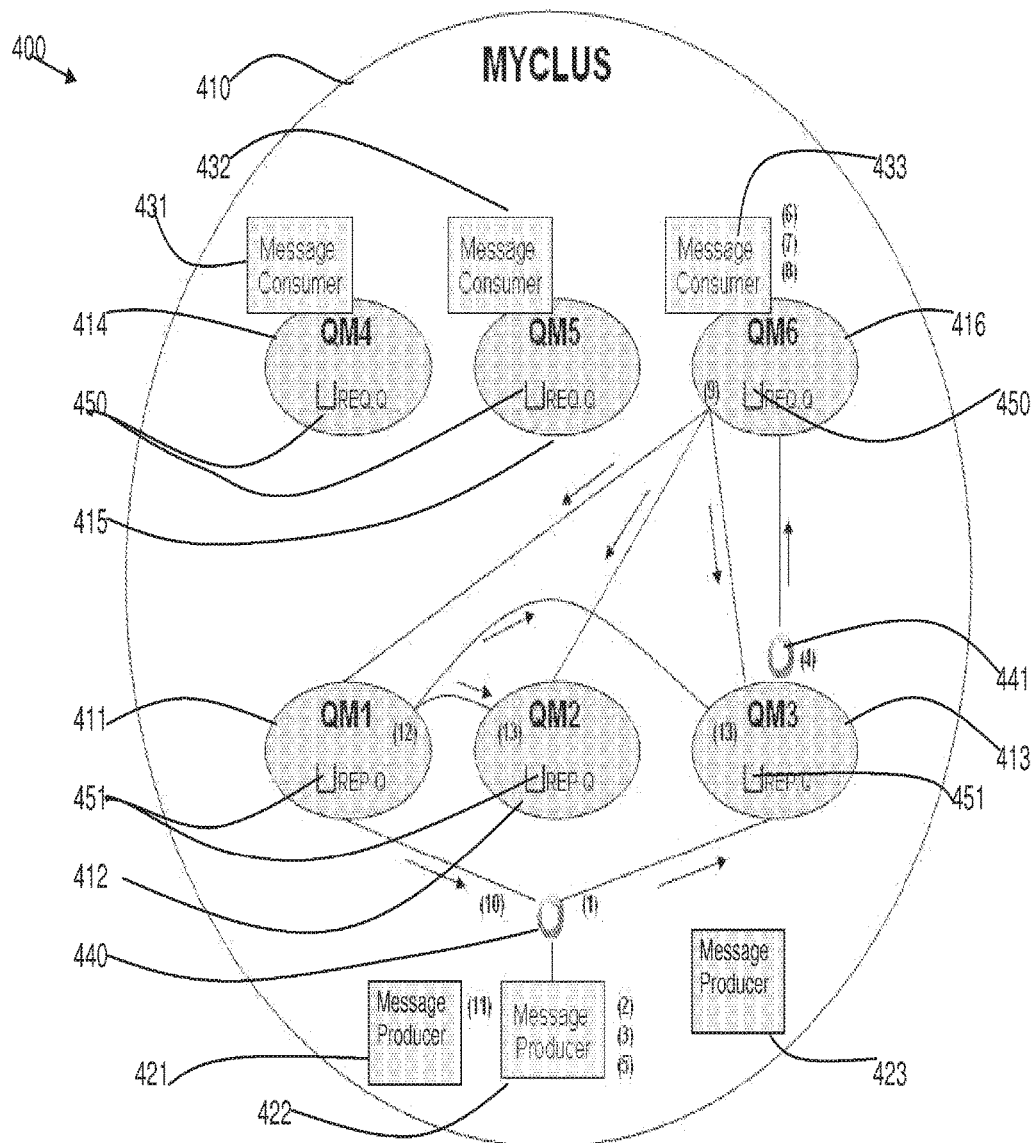 400
MYCLUS
410
432
433
431
Message Consumer
Message Consumer
Message Consumer
(6)
(7)
(8)
414
QM4
QM5
QM6
416
450
REQ.Q
REQ.Q
(9)
REQ.Q
450
415
(4)
441
411
QM1
QM2
QM3
(12)
(13)
(13)
413
451
REP.Q
REP.Q
REP.Q
451
412
(10)
(1)
440
Message Producer
(11)
Message Producer
(2)
(3)
(5)
Message Producer
421
422
423